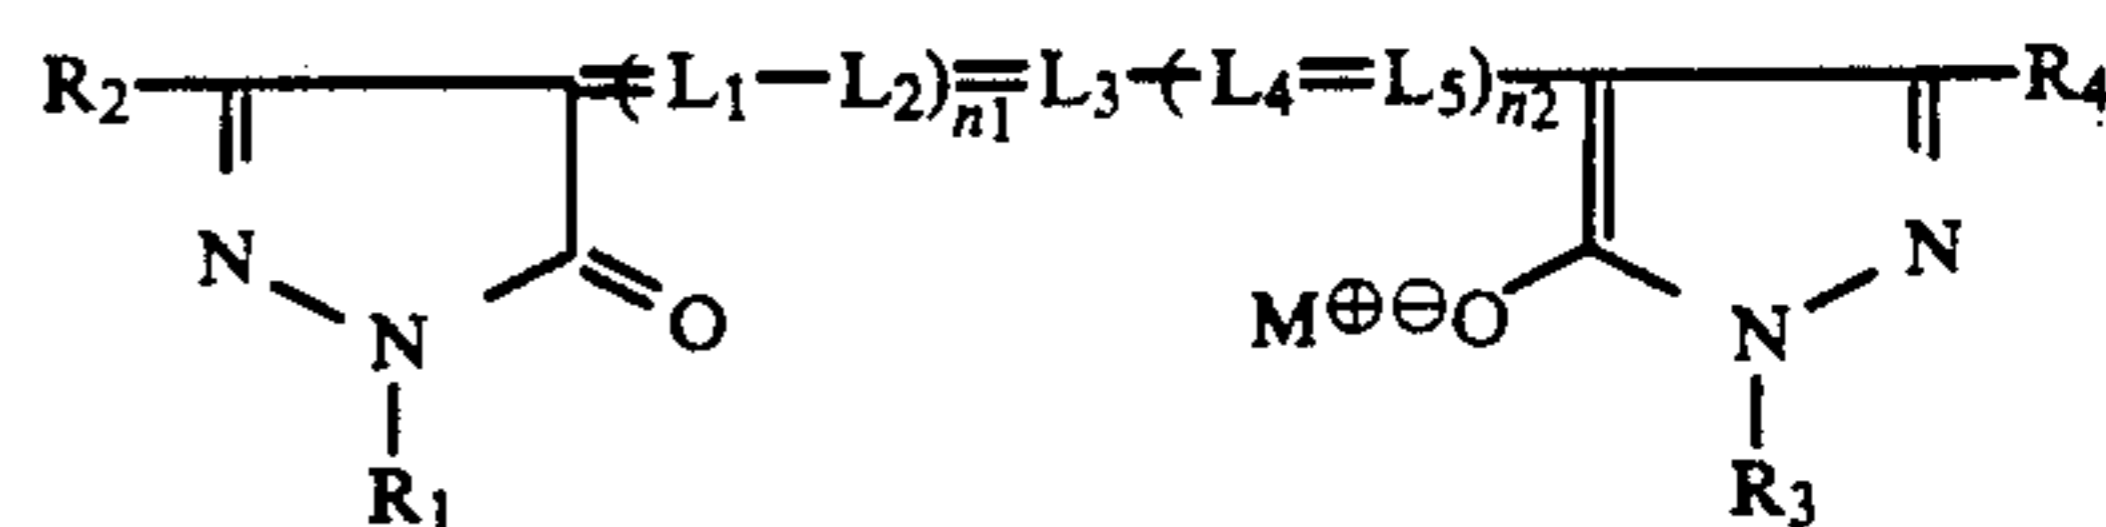 R₂ =(L₁—L₂)ₙ₁=L₃—(L₄=L₅)ₙ₂ R₄
N N
N O M⊕⊖O N
R₁ R₃